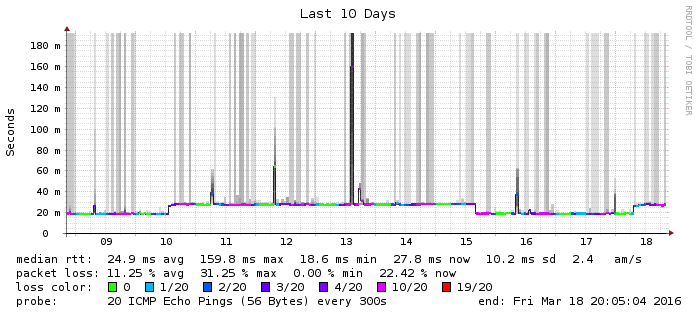 Last 10 Days
RRDTOOL / TOBI OETIKER
Seconds
180 m
160 m
140 m
120 m
100 m
80 m
60 m
40 m
20 m
0
09 10 11 12 13 14 15 16 17 18
median rtt: 24.9 ms avg 159.8 ms max 18.6 ms min 27.8 ms now 10.2 ms sd 2.4 am/s
packet loss: 11.25 % avg 31.25 % max 0.00 % min 22.42 % now
loss color: 0 1/20 2/20 3/20 4/20 10/20 19/20
probe: 20 ICMP Echo Pings (56 Bytes) every 300s end: Fri Mar 18 20:05:04 2016